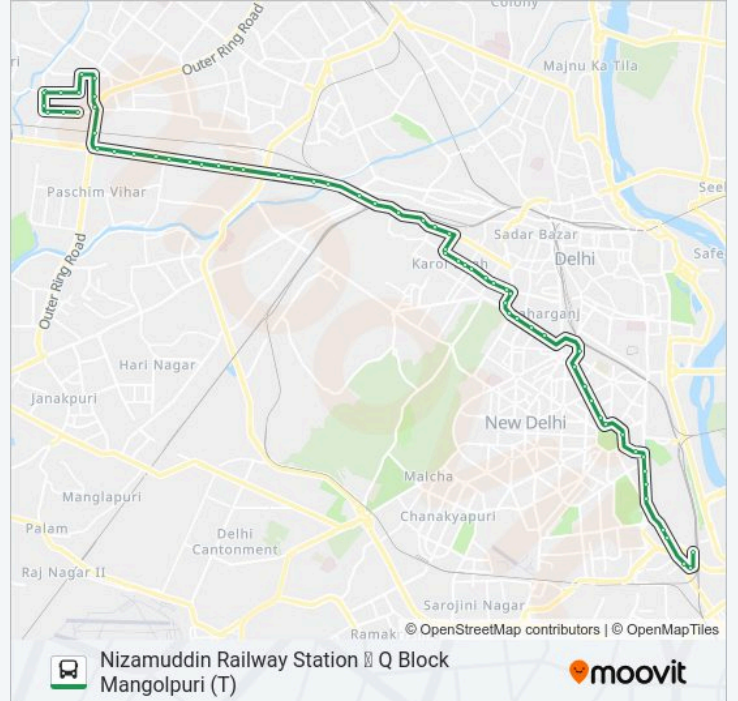 Colony
Outer Ring Road
Majnu Ka Tila
Paschim Vihar
Sadar Bazar
Delhi
Outer Ring Road
Hari Nagar
Janakpuri
New Delhi
Malcha
Manglapuri
Chanakyapuri
Palam
Delhi
Cantonment
Raj Nagar II
Sarojini Nagar
Ramak
© OpenStreetMap contributors | © OpenMapTiles
Nizamuddin Railway Station Q Block
Mangolpuri (T)
moovit